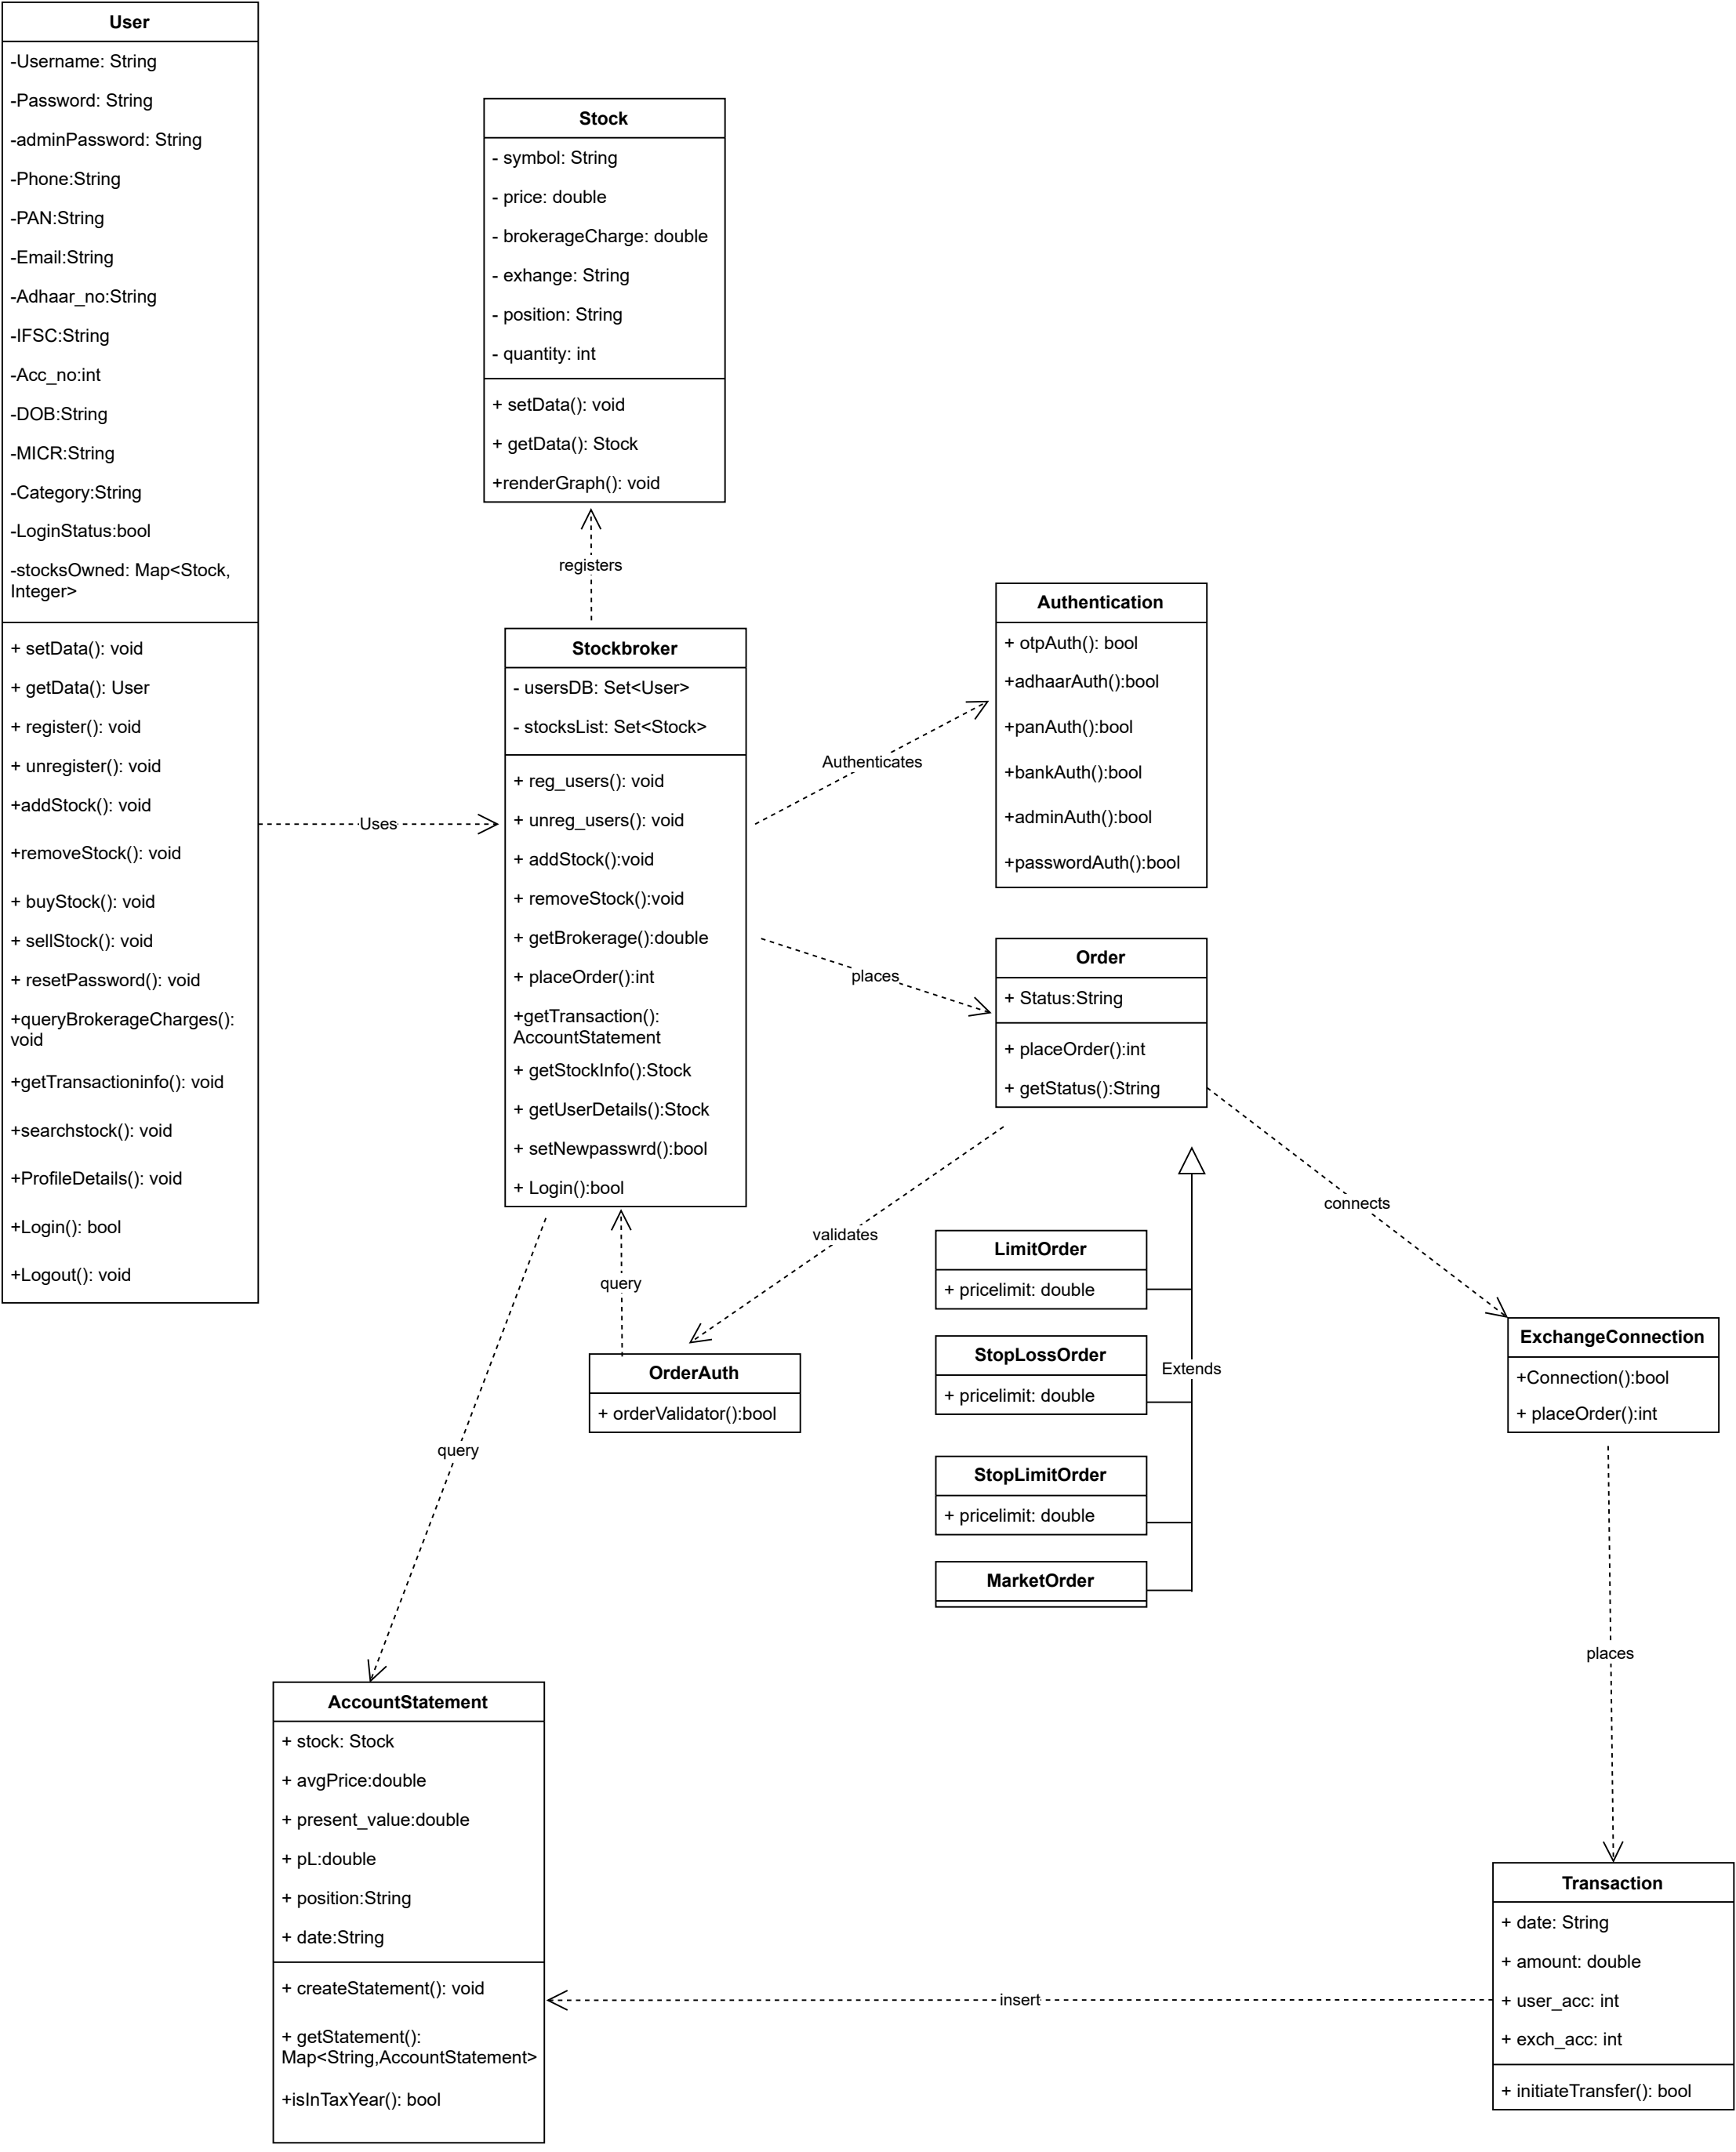 User
-Username: String
-Password: String
-adminPassword: String
-Phone:String
-PAN:String
-Email:String
-Adhaar_no:String
-IFSC:String
-Acc_no:int
-DOB:String
-MICR:String
-Category:String
-LoginStatus:bool
-stocksOwned: Map<Stock,
Integer>
+ setData(): void
+ getData(): User
+ register(): void
+ unregister(): void
+addStock(): void
+removeStock(): void
+ buyStock(): void
+ sellStock(): void
+ resetPassword(): void
+queryBrokerageCharges():
void
+getTransactioninfo(): void
+searchstock(): void
+ProfileDetails(): void
+Login(): bool
+Logout(): void
Uses
Stock
- symbol: String
- price: double
- brokerageCharge: double
- exhange: String
- position: String
- quantity: int
+ setData(): void
+ getData(): Stock
+renderGraph(): void
registers
Stockbroker
- usersDB: Set<User>
- stocksList: Set<Stock>
+ reg_users(): void
+ unreg_users(): void
+ addStock():void
+ removeStock():void
+ getBrokerage():double
+ placeOrder():int
+getTransaction():
AccountStatement
+ getStockInfo():Stock
+ getUserDetails():Stock
+ setNewpasswrd():bool
+ Login():bool
Authenticates
Authentication
+ otpAuth(): bool
+adhaarAuth():bool
+panAuth():bool
+bankAuth():bool
+adminAuth():bool
+passwordAuth():bool
places
Order
+ Status:String
+ placeOrder():int
+ getStatus():String
validates
query
OrderAuth
+ orderValidator():bool
connects
LimitOrder
+ pricelimit: double
StopLossOrder
+ pricelimit: double
Extends
StopLimitOrder
+ pricelimit: double
MarketOrder
ExchangeConnection
+Connection():bool
+ placeOrder():int
query
places
AccountStatement
+ stock: Stock
+ avgPrice:double
+ present_value:double
+ pL:double
+ position:String
+ date:String
+ createStatement(): void
+ getStatement():
Map<String,AccountStatement>
+isInTaxYear(): bool
insert
Transaction
+ date: String
+ amount: double
+ user_acc: int
+ exch_acc: int
+ initiateTransfer(): bool